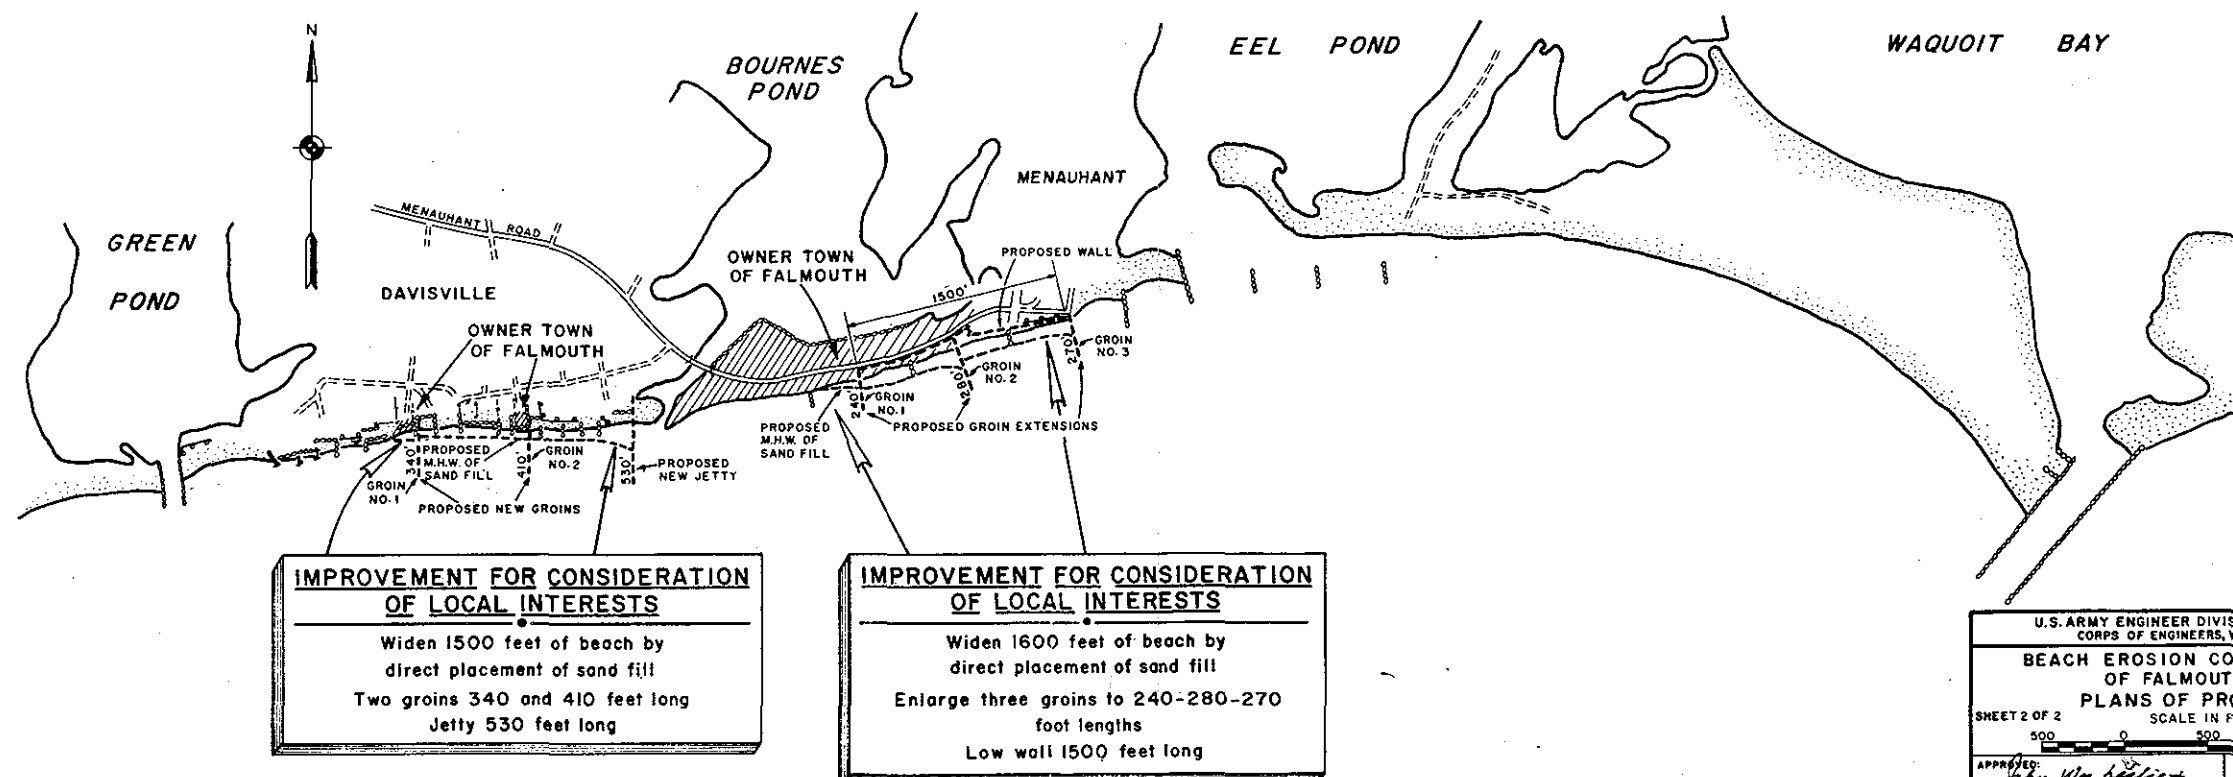 N
BOURNES
POND
EEL POND
WAQUOIT BAY
GREEN
POND
MENAUHANT ROAD
DAVISVILLE
MENAUHANT
OWNER TOWN
OF FALMOUTH
OWNER TOWN
OF FALMOUTH
PROPOSED WALL
1500'
GROIN
NO. 1
340'
PROPOSED
M.H.W. OF
SAND FILL
410'
GROIN
NO. 2
530'
PROPOSED
NEW JETTY
PROPOSED NEW GROINS
PROPOSED
M.H.W. OF
SAND FILL
240'
GROIN
NO. 1
280'
GROIN
NO. 2
270'
GROIN
NO. 3
PROPOSED GROIN EXTENSIONS
IMPROVEMENT FOR CONSIDERATION
OF LOCAL INTERESTS
Widen 1500 feet of beach by
direct placement of sand fill
Two groins 340 and 410 feet long
Jetty 530 feet long
IMPROVEMENT FOR CONSIDERATION
OF LOCAL INTERESTS
Widen 1600 feet of beach by
direct placement of sand fill
Enlarge three groins to 240-280-270
foot lengths
Low wall 1500 feet long
U.S. ARMY ENGINEER DIVIS
CORPS OF ENGINEERS, W
BEACH EROSION CO
OF FALMOUT
PLANS OF PRO
SHEET 2 OF 2
SCALE IN F
500 0 500
APPROVED: